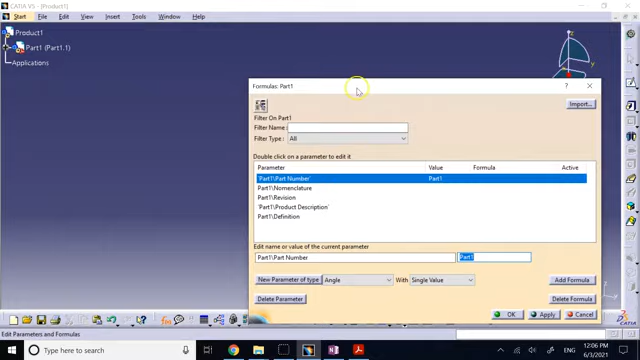 CATIA V5 - [Product1]
Start File Edit View Insert Tools Window Help
Product1
Part1 (Part1.1)
Applications
Formulas: Part1
?
Import...
Filter On Part1
Filter Name :
Filter Type : All
Double click on a parameter to edit it
Parameter Value Formula Active
`Part1\Part Number` Part1
Part1\Nomenclature
Part1\Revision
`Part1\Product Description`
Part1\Definition
Edit name or value of the current parameter
Part1\Part Number Part1
New Parameter of type Angle With Single Value Add Formula
Delete Parameter Delete Formula
OK Apply Cancel
Edit Parameters and Formulas
Type here to search
12:06 PM
6/3/2021